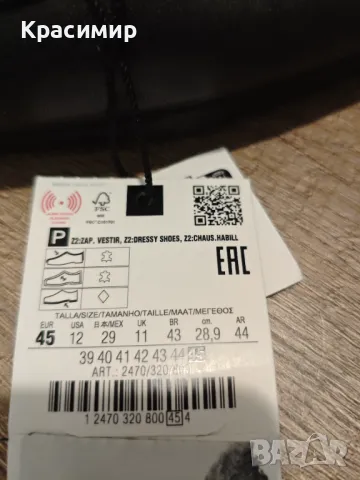 Красимир
FSC
P Z2:ZAP. VESTIR, Z2:DRESSY SHOES, Z2:CHAUS.HABILL
EAC
TALLA/SIZE/TAMANHO/TAILLE/MAAT/ΜΕΓΕΘΟΣ
EUR USA MEX UK BR cm. AR
45 12 29 11 43 28,9 44
39 40 41 42 43 44 45
ART.: 2470/320/
1 2470 320 800 45 4
BAZAR